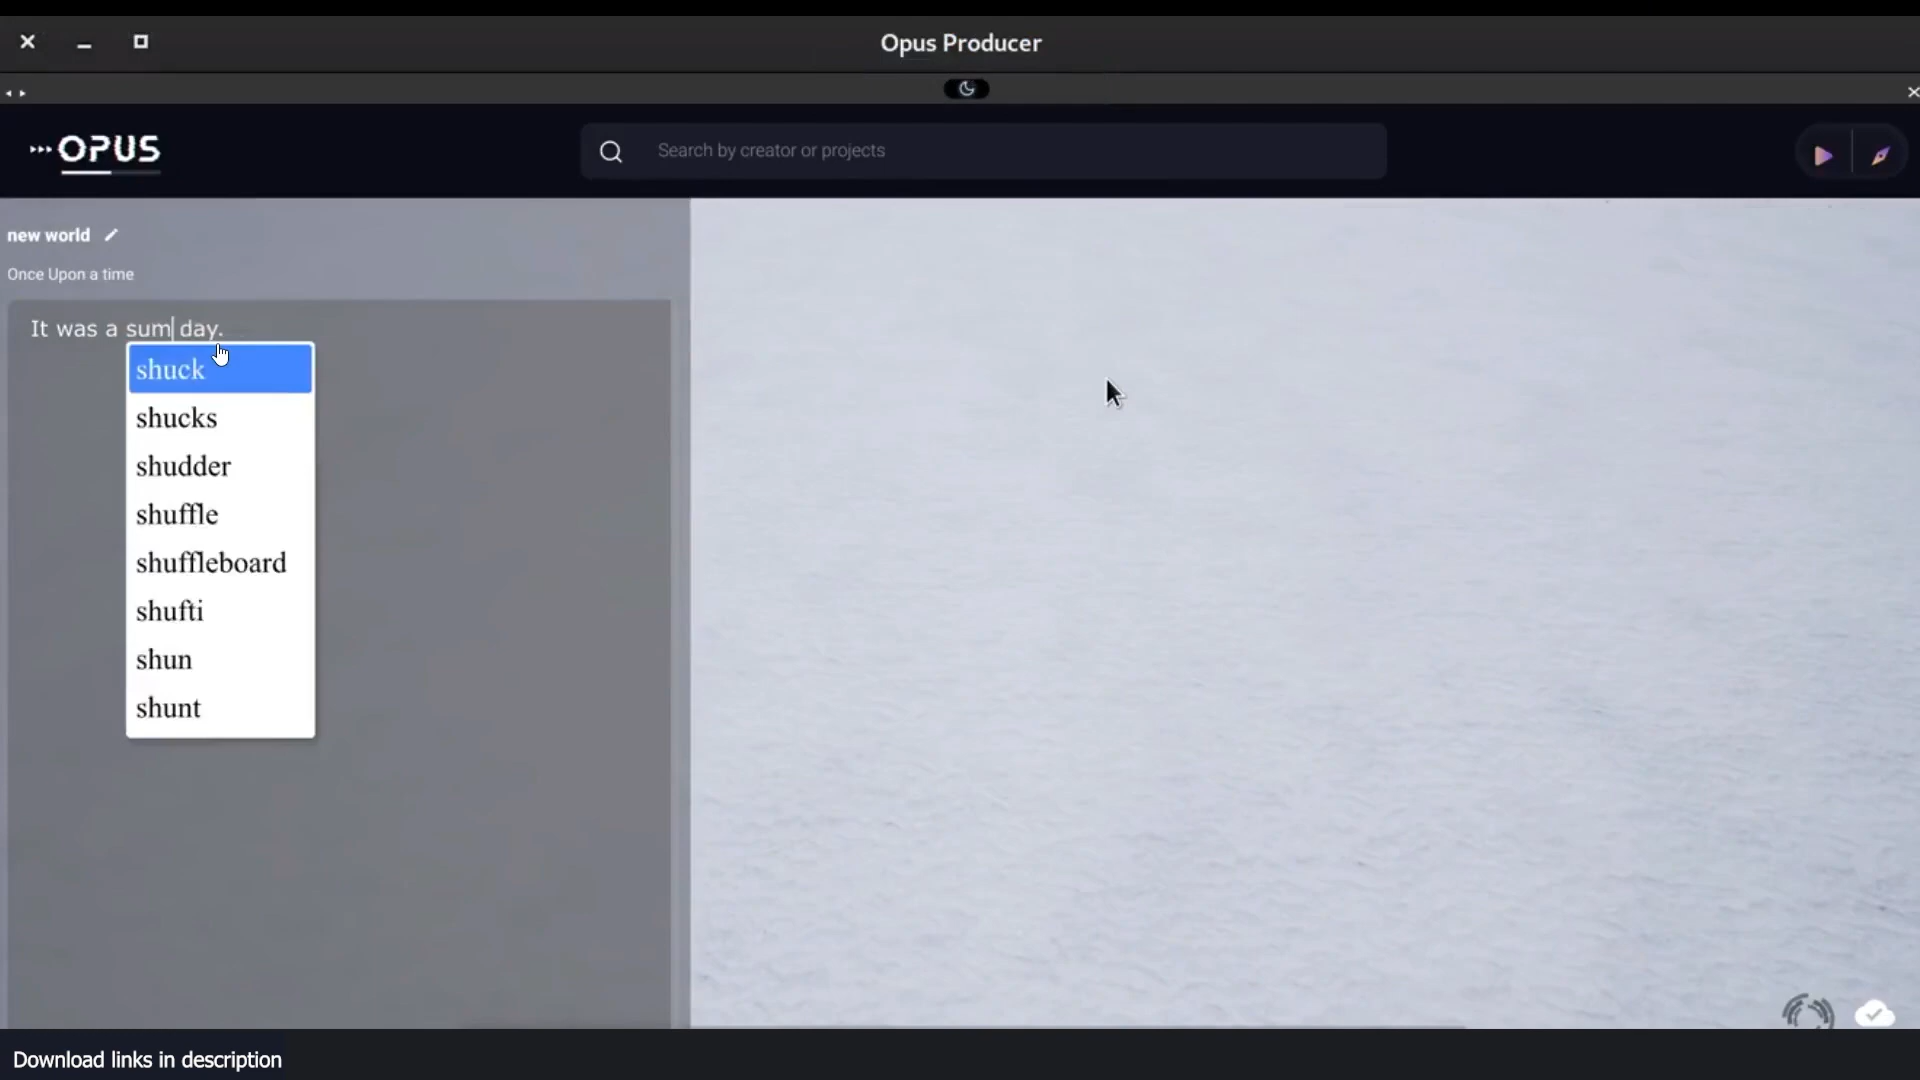 Opus Producer
OPUS
Search by creator or projects
new world
Once Upon a time
It was a sum day.
shuck
shucks
shudder
shuffle
shuffleboard
shufti
shun
shunt
Download links in description